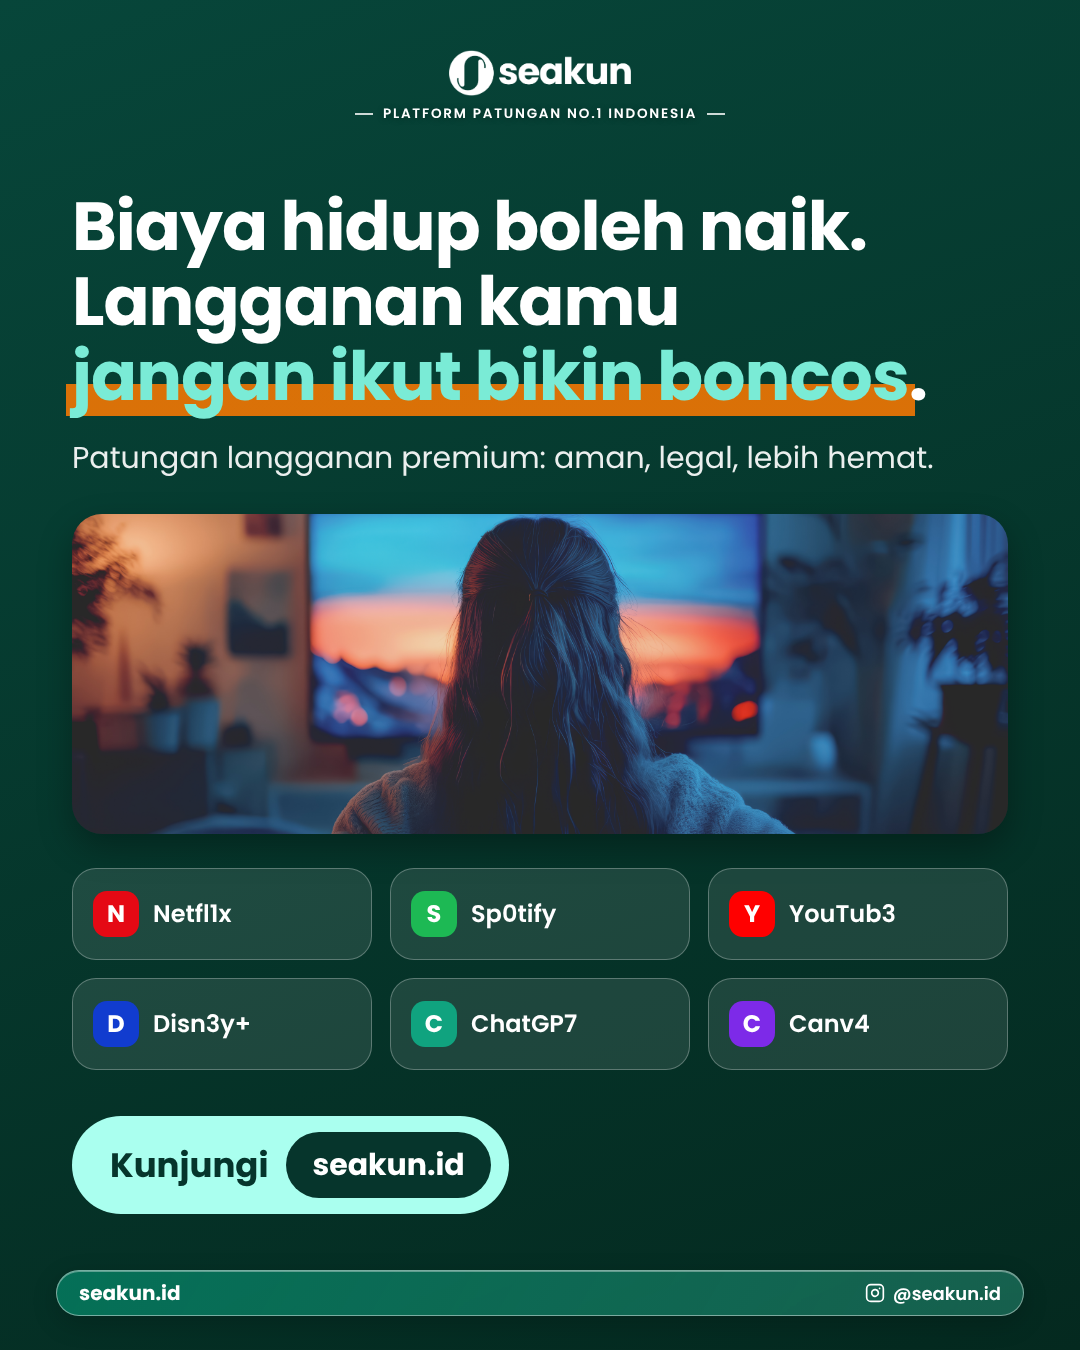 seakun
PLATFORM PATUNGAN NO.1 INDONESIA
Biaya hidup boleh naik.
Langganan kamu
jangan ikut bikin boncos.
Patungan langganan premium: aman, legal, lebih hemat.
N Netfl1x
S Sp0tify
Y YouTub3
D Disn3y+
C ChatGP7
C Canv4
Kunjungi seakun.id
seakun.id
@seakun.id